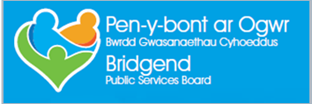 Pen-y-bont ar Ogwr
Bwrdd Gwasanaethau Cyhoeddus
Bridgend
Public Services Board